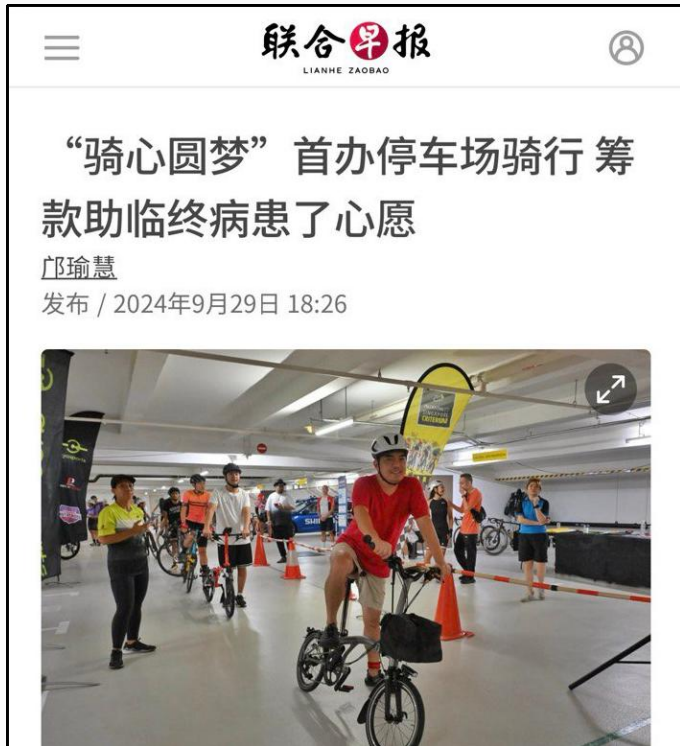 联合早报
LIANHE ZAOBAO
“骑心圆梦”首办停车场骑行 筹
款助临终病患了心愿
邝瑜慧
发布 / 2024年9月29日 18:26
CRITERIUM
SHI